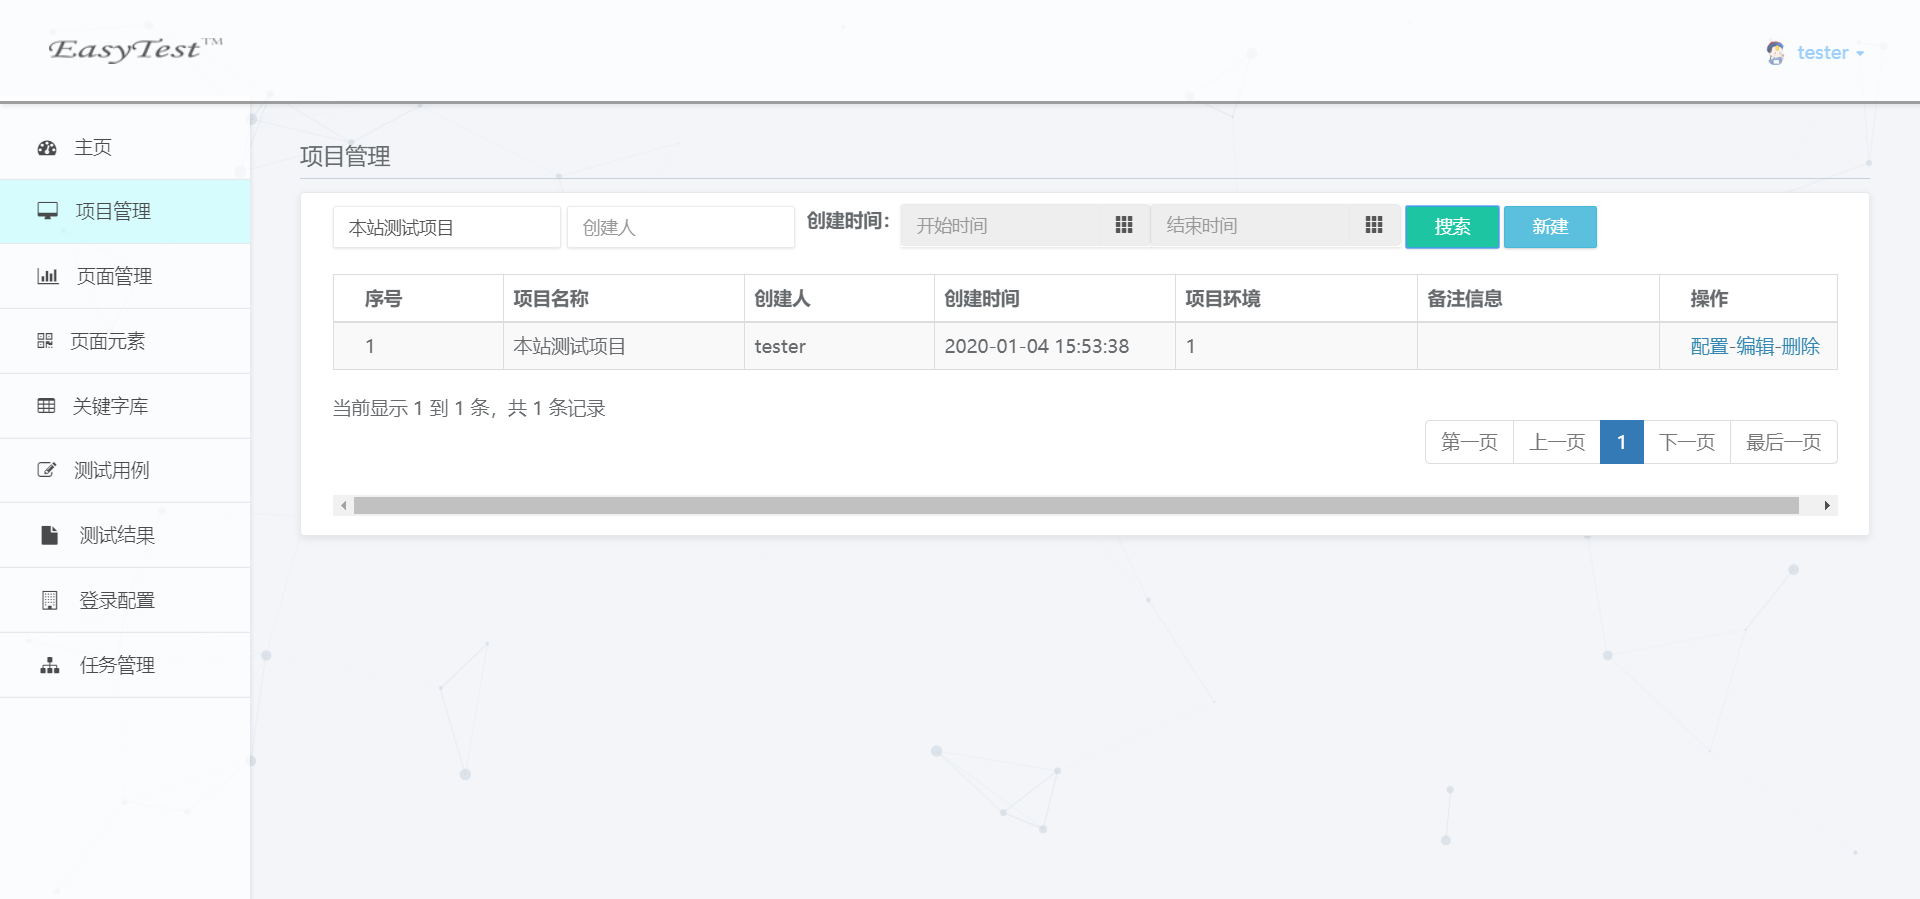 EasyTest™
tester
主页
项目管理
页面管理
页面元素
关键字库
测试用例
测试结果
登录配置
任务管理
项目管理
本站测试项目 创建人 创建时间： 开始时间 结束时间 搜索 新建
序号 项目名称 创建人 创建时间 项目环境 备注信息 操作
1 本站测试项目 tester 2020-01-04 15:53:38 1 配置-编辑-删除
当前显示 1 到 1 条，共 1 条记录
第一页 上一页 1 下一页 最后一页